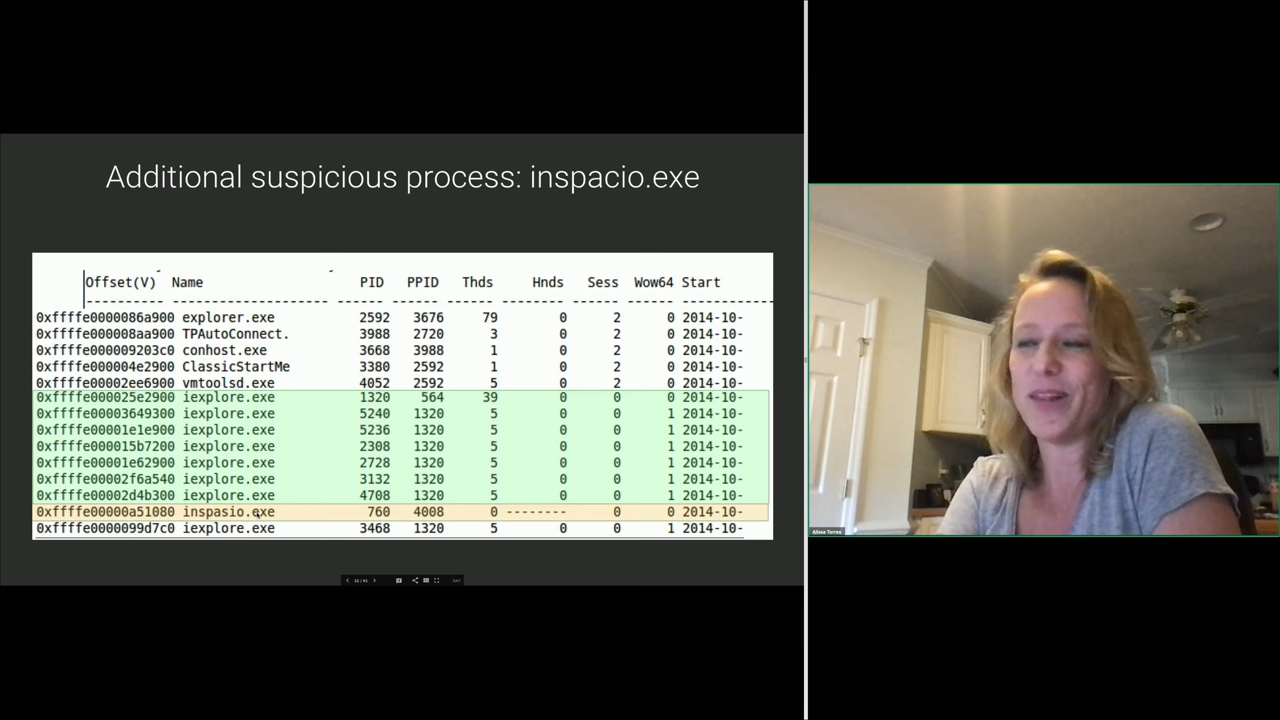 Additional suspicious process: inspacio.exe
Offset(V) Name PID PPID Thds Hnds Sess Wow64 Start
---------- -------------------- ------ ------ ------ -------- ------ ------ ------------
0xffffe0000086a900 explorer.exe 2592 3676 79 0 2 0 2014-10-
0xffffe000008aa900 TPAutoConnect. 3988 2720 3 0 2 0 2014-10-
0xffffe000009203c0 conhost.exe 3668 3988 1 0 2 0 2014-10-
0xffffe000004e2900 ClassicStartMe 3380 2592 1 0 2 0 2014-10-
0xffffe00002ee6900 vmtoolsd.exe 4052 2592 5 0 2 0 2014-10-
0xffffe000025e2900 iexplore.exe 1320 564 39 0 0 0 2014-10-
0xffffe00003649300 iexplore.exe 5240 1320 5 0 0 1 2014-10-
0xffffe00001e1e900 iexplore.exe 5236 1320 5 0 0 1 2014-10-
0xffffe000015b7200 iexplore.exe 2308 1320 5 0 0 1 2014-10-
0xffffe00001e62900 iexplore.exe 2728 1320 5 0 0 1 2014-10-
0xffffe00002f6a540 iexplore.exe 3132 1320 5 0 0 1 2014-10-
0xffffe00002d4b300 iexplore.exe 4708 1320 5 0 0 1 2014-10-
0xffffe00000a51080 inspasio.exe 760 4008 0 -------- 0 0 2014-10-
0xffffe0000099d7c0 iexplore.exe 3468 1320 5 0 0 1 2014-10-
Alissa Torres